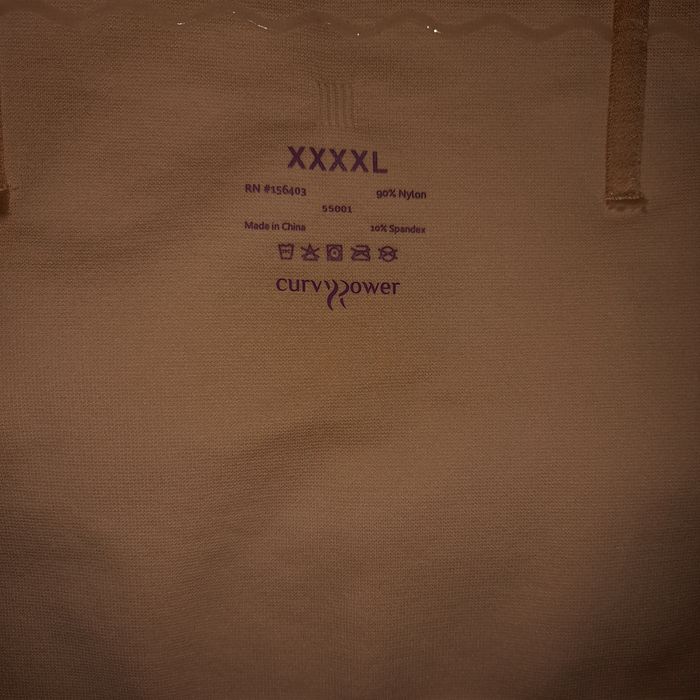 XXXXL
RN #156403 90% Nylon
55001
Made in China 10% Spandex
curvypower